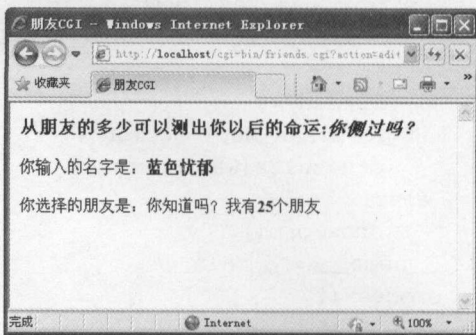 朋友CGI - Windows Internet Explorer
http://localhost/cgi-bin/friends.cgi?action=adi
收藏夹 朋友CGI
从朋友的多少可以测出你以后的命运:你侧过吗?
你输入的名字是：蓝色忧郁
你选择的朋友是：你知道吗？我有25个朋友
完成 Internet 100%